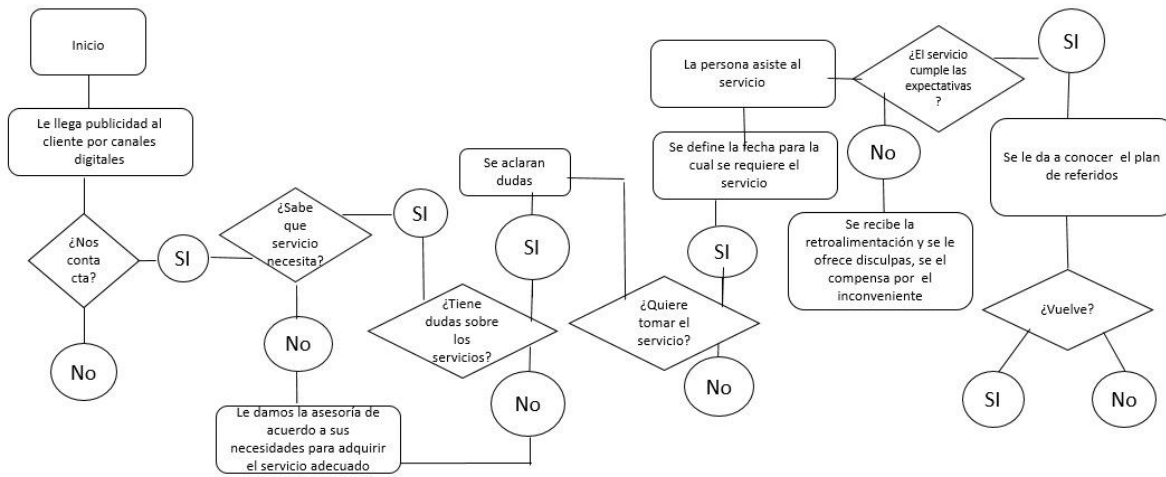 Inicio
Le llega publicidad al
cliente por canales
digitales
¿Nos
conta
cta?
SI
No
¿Sabe
que
servicio
necesita?
SI
No
Le damos la asesoría de
acuerdo a sus
necesidades para adquirir
el servicio adecuado
¿Tiene
dudas sobre
los
servicios?
SI
No
Se aclaran
dudas
¿Quiere
tomar el
servicio?
SI
No
Se define la fecha para la
cual se requiere el
servicio
La persona asiste al
servicio
¿El servicio
cumple las
expectativas
?
SI
No
Se recibe la
retroalimentación y se le
ofrece disculpas, se el
compensa por el
inconveniente
Se le da a conocer el plan
de referidos
¿Vuelve?
SI
No